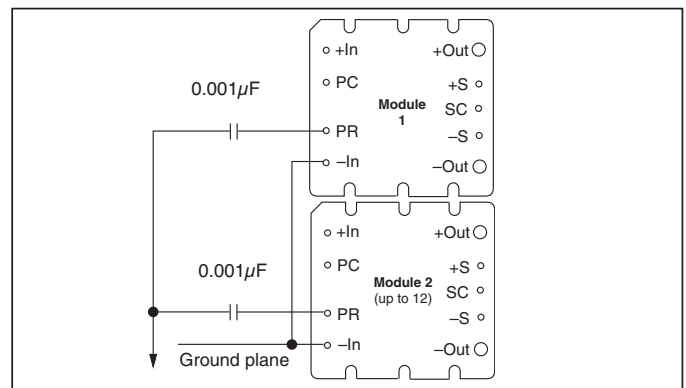 +In +Out
PC +S
0.001µF
Module
1
SC
PR –S
–In –Out
+In +Out
PC +S
0.001µF
Module 2
(up to 12)
SC
PR –S
–In –Out
Ground plane